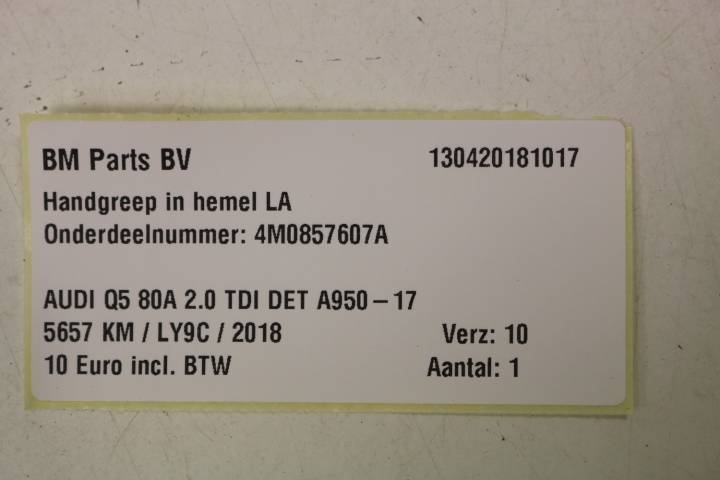 BM Parts BV 130420181017
Handgreep in hemel LA
Onderdeelnummer: 4M0857607A
AUDI Q5 80A 2.0 TDI DET A950-17
5657 KM / LY9C / 2018 Verz: 10
10 Euro incl. BTW Aantal: 1